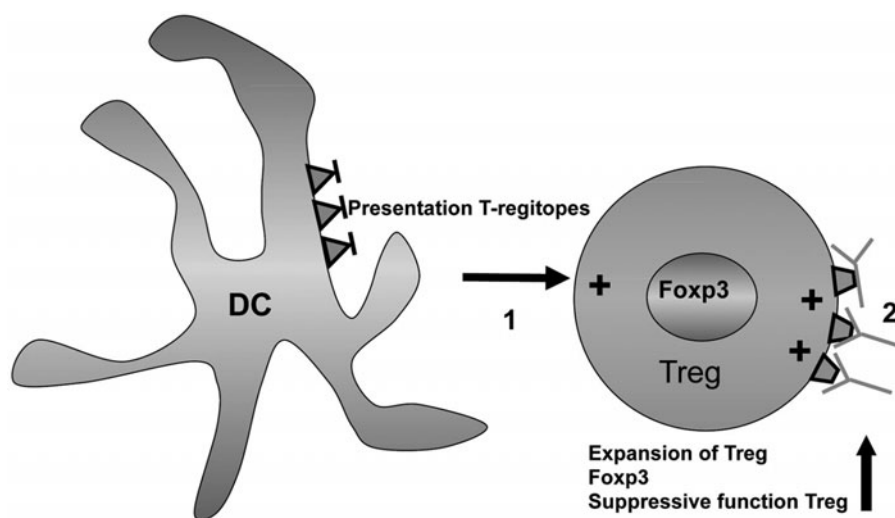 Presentation T-regitopes
DC
1
Foxp3
Treg
2
+
+
+
Expansion of Treg
Foxp3
Suppressive function Treg